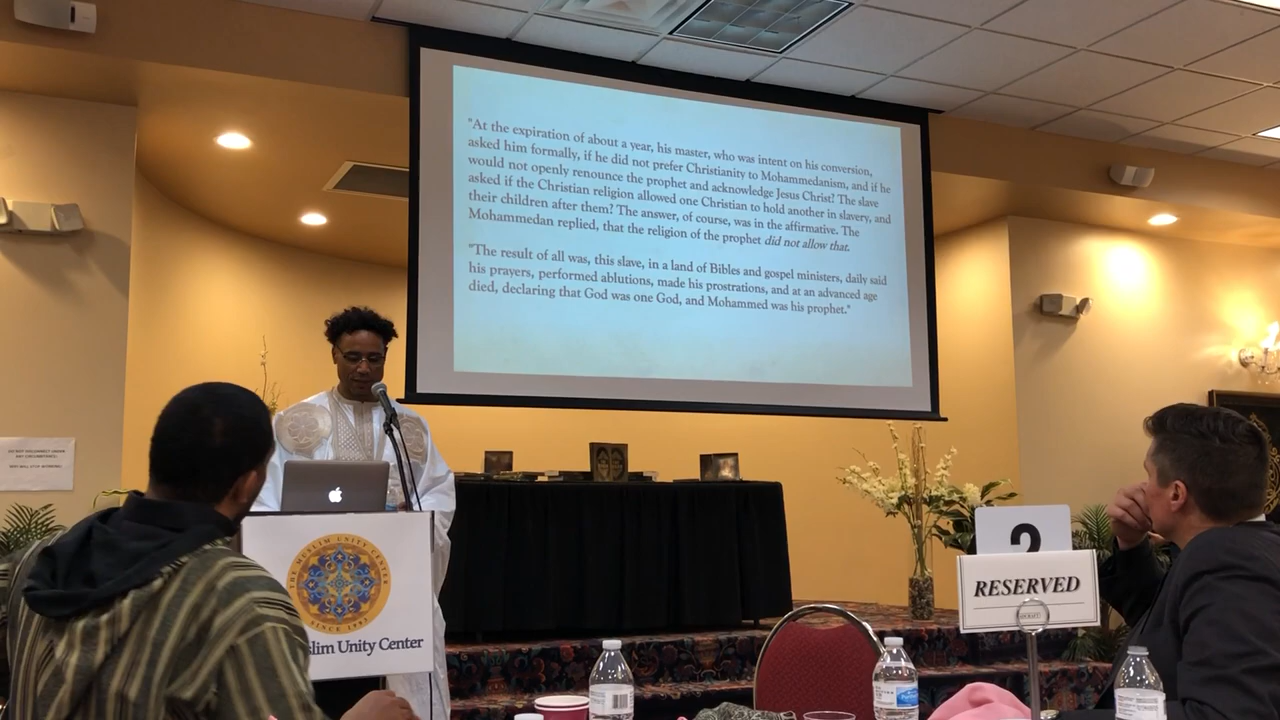 "At the expiration of about a year, his master, who was intent on his conversion,
asked him formally, if he did not prefer Christianity to Mohammedanism, and if he
would not openly renounce the prophet and acknowledge Jesus Christ? The slave
asked if the Christian religion allowed one Christian to hold another in slavery, and
their children after them? The answer, of course, was in the affirmative. The
Mohammedan replied, that the religion of the prophet did not allow that.
"The result of all was, this slave, in a land of Bibles and gospel ministers, daily said
his prayers, performed ablutions, made his prostrations, and at an advanced age
died, declaring that God was one God, and Mohammed was his prophet."
THE MUSLIM UNITY CENTER
SINCE 1993
slim Unity Center
2
RESERVED